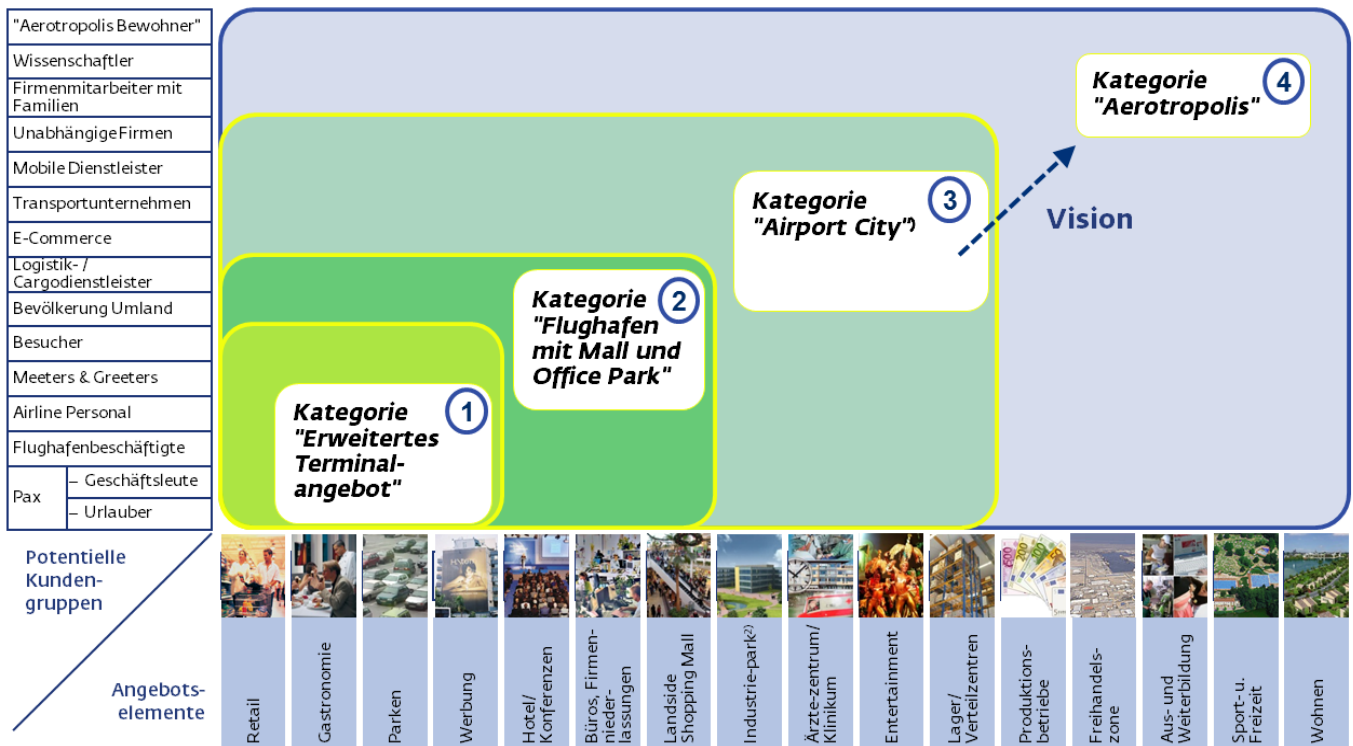 "Aerotropolis Bewohner"
Wissenschaftler
Firmenmitarbeiter mit
Familien
Unabhängige Firmen
Mobile Dienstleister
Transportunternehmen
E-Commerce
Logistik- /
Cargodienstleister
Bevölkerung Umland
Besucher
Meeters & Greeters
Airline Personal
Flughafenbeschäftigte
Pax
– Geschäftsleute
– Urlauber
Kategorie
"Aerotropolis"
4
Kategorie
"Airport City")
3
Vision
Kategorie
"Flughafen
mit Mall und
Office Park"
2
Kategorie
"Erweitertes
Terminal-
angebot"
1
Potentielle
Kunden-
gruppen
Angebots-
elemente
Retail
Gastronomie
Parken
Werbung
Hotel/
Konferenzen
Büros, Firmen-
nieder-
lassungen
Landside
Shopping Mall
Industrie-park2)
Ärzte-zentrum/
Klinikum
Entertainment
Lager/
Verteilzentren
Produktions-
betriebe
Freihandels-
zone
Aus- und
Weiterbildung
Sport- u.
Freizeit
Wohnen